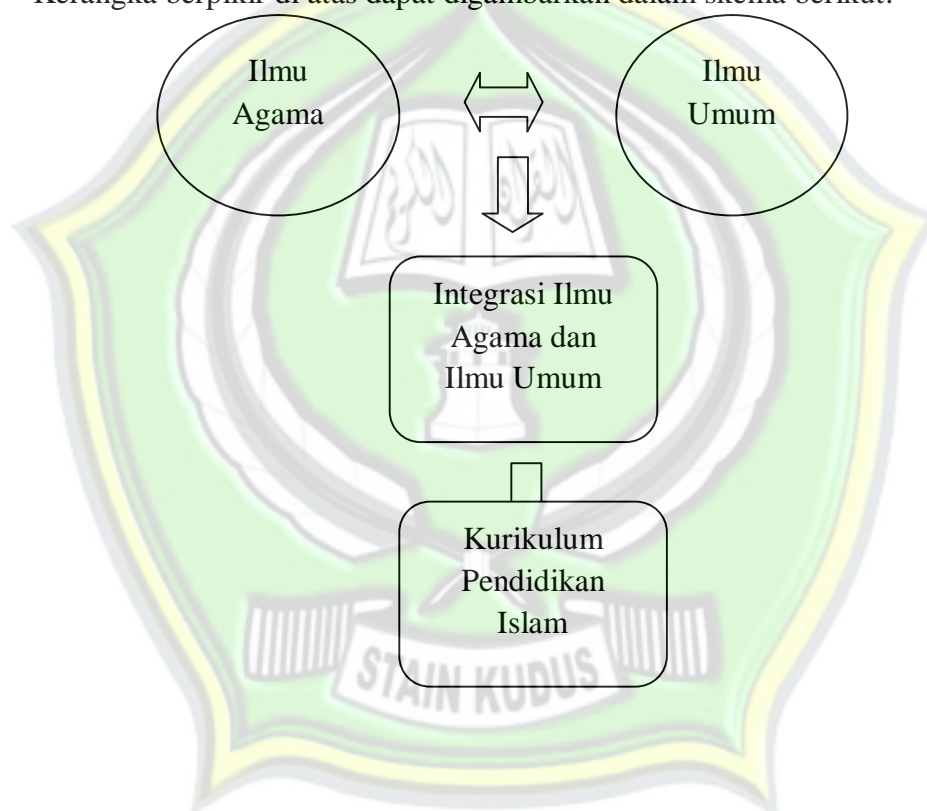 Kerangka berpikir di atas dapat digambarkan dalam skema berikut:
Ilmu
Agama
Ilmu
Umum
Integrasi Ilmu
Agama dan
Ilmu Umum
Kurikulum
Pendidikan
Islam
STAIN KUDUS